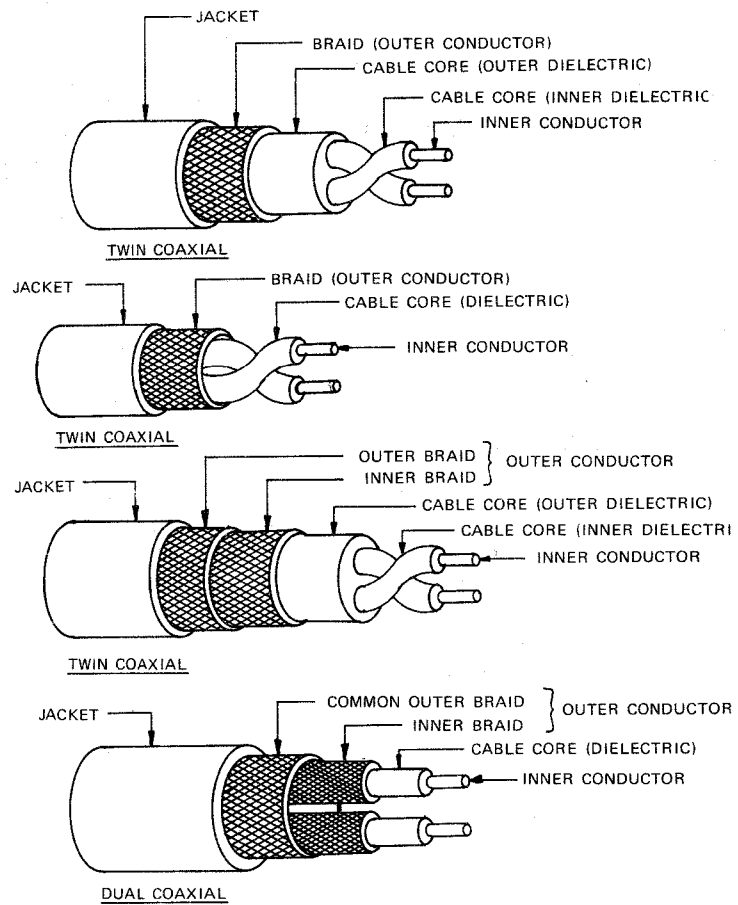 JACKET
BRAID (OUTER CONDUCTOR)
CABLE CORE (OUTER DIELECTRIC)
CABLE CORE (INNER DIELECTRIC
INNER CONDUCTOR
TWIN COAXIAL
BRAID (OUTER CONDUCTOR)
JACKET
CABLE CORE (DIELECTRIC)
INNER CONDUCTOR
TWIN COAXIAL
OUTER BRAID
INNER BRAID
OUTER CONDUCTOR
JACKET
CABLE CORE (OUTER DIELECTRIC)
CABLE CORE (INNER DIELECTRI
INNER CONDUCTOR
TWIN COAXIAL
COMMON OUTER BRAID
INNER BRAID
OUTER CONDUCTOR
JACKET
CABLE CORE (DIELECTRIC)
INNER CONDUCTOR
DUAL COAXIAL